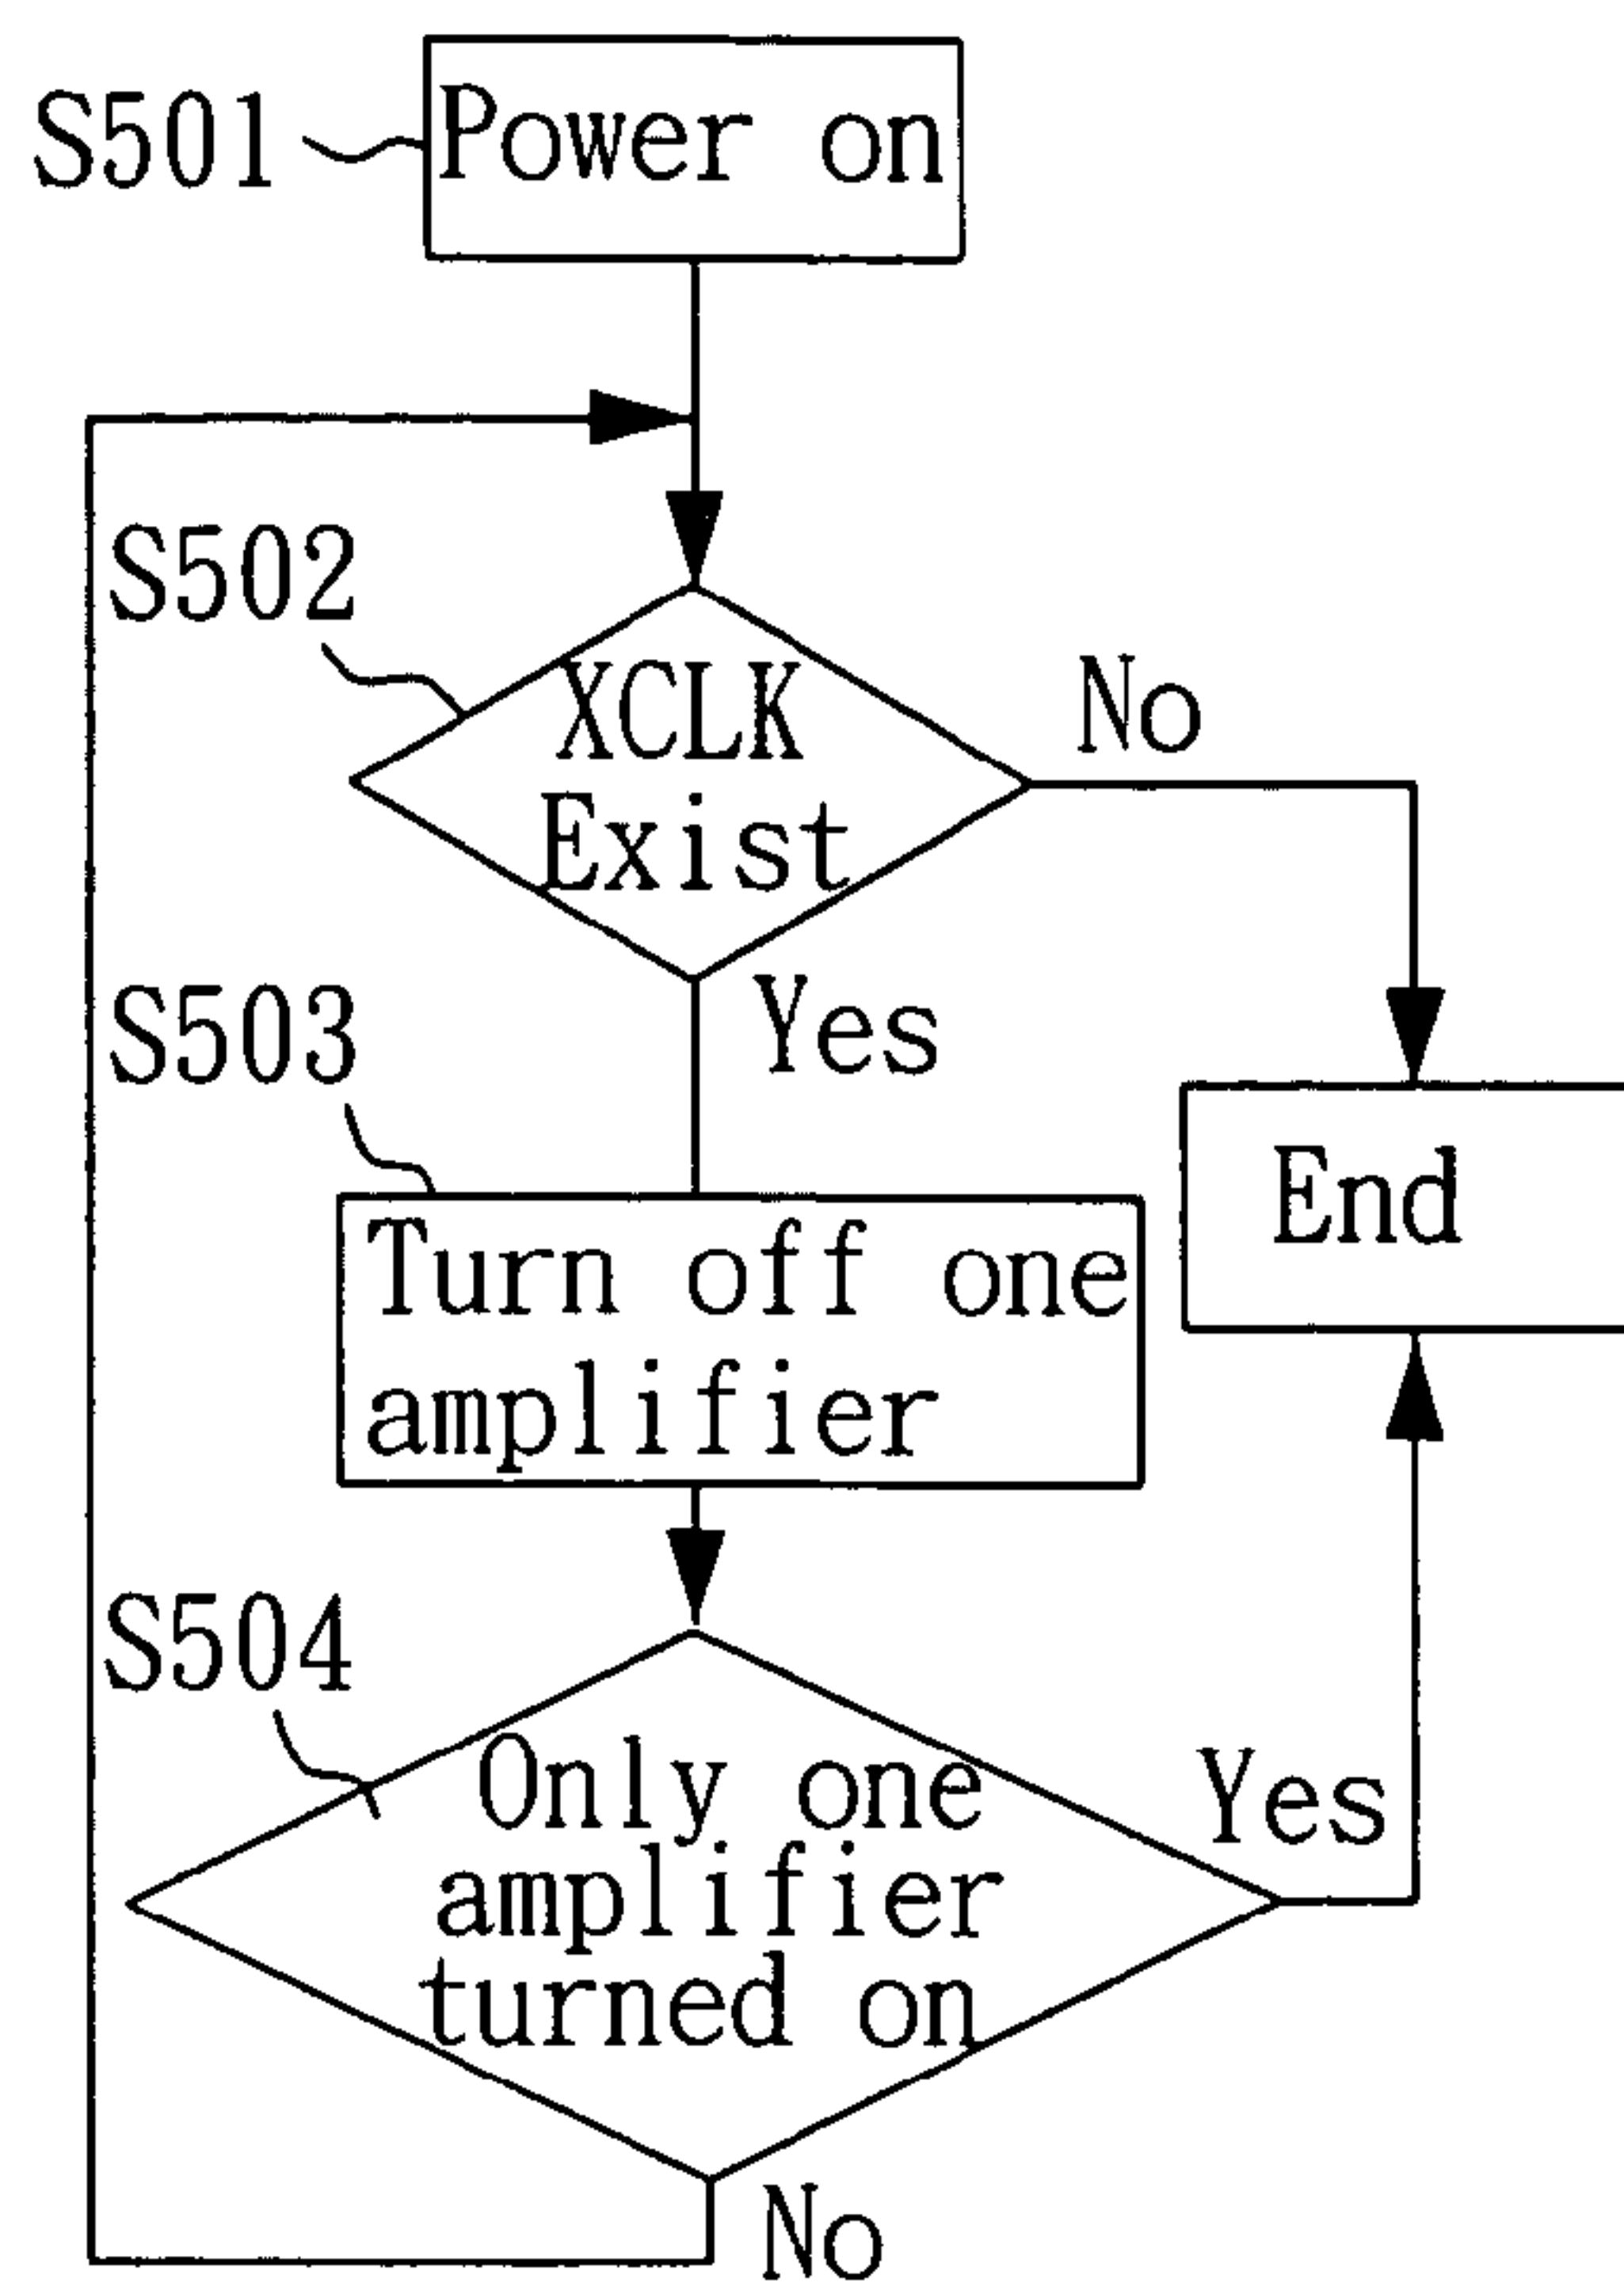 S501
Power on
S502
XCLK
Exist
No
Yes
S503
Turn off one
amplifier
End
S504
Only one
amplifier
turned on
Yes
No